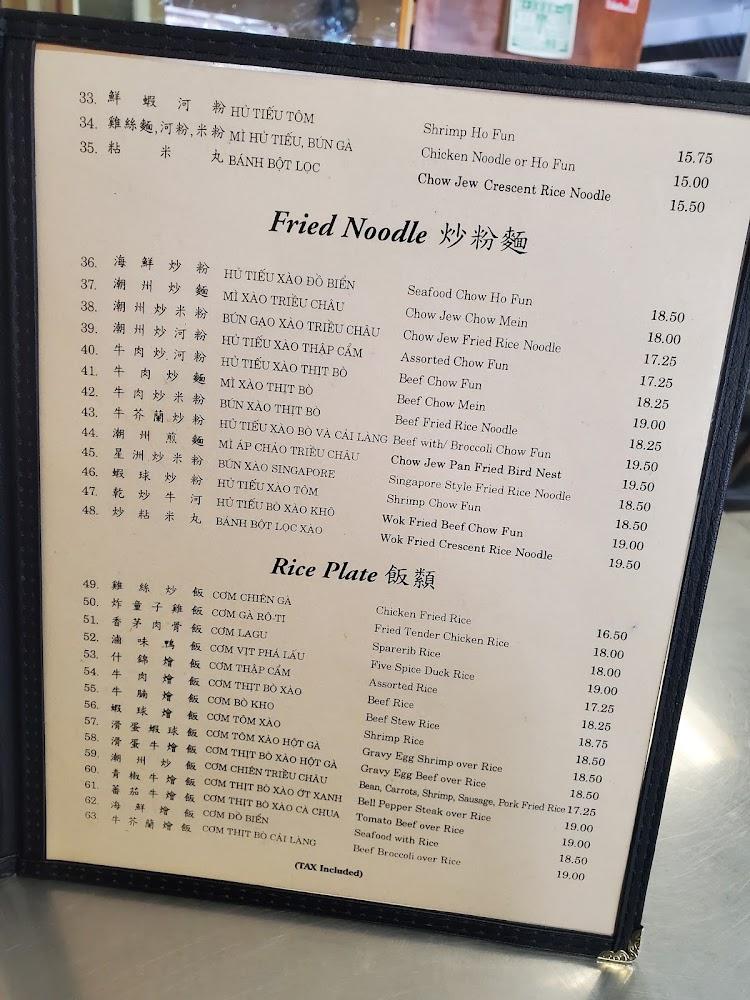 33. 鮮蝦河粉 HỦ TIẾU TÔM Shrimp Ho Fun 15.75
34. 雞絲麵,河粉,米粉 MÌ HỦ TIẾU, BÚN GÀ Chicken Noodle or Ho Fun 15.00
35. 粘米丸 BÁNH BỘT LỌC Chow Jew Crescent Rice Noodle 15.50
Fried Noodle 炒粉麵
36. 海鮮炒粉 HỦ TIẾU XÀO ĐỒ BIỂN Seafood Chow Ho Fun 18.50
37. 潮州炒麵 MÌ XÀO TRIỀU CHÂU Chow Jew Chow Mein 18.00
38. 潮州炒米粉 BÚN GẠO XÀO TRIỀU CHÂU Chow Jew Fried Rice Noodle 17.25
39. 潮州炒河粉 HỦ TIẾU XÀO THẬP CẨM Assorted Chow Fun 17.25
40. 牛肉炒河粉 HỦ TIẾU XÀO THỊT BÒ Beef Chow Fun 18.25
41. 牛肉炒麵 MÌ XÀO THỊT BÒ Beef Chow Mein 19.00
42. 牛肉炒米粉 BÚN XÀO THỊT BÒ Beef Fried Rice Noodle 18.25
43. 牛芥蘭炒粉 HỦ TIẾU XÀO BÒ VÀ CẢI LÀNG Beef with/ Broccoli Chow Fun 19.50
44. 潮州煎麵 MÌ ÁP CHẢO TRIỀU CHÂU Chow Jew Pan Fried Bird Nest 19.50
45. 星洲炒米粉 BÚN XÀO SINGAPORE Singapore Style Fried Rice Noodle 18.50
46. 蝦球炒粉 HỦ TIẾU XÀO TÔM Shrimp Chow Fun 18.50
47. 乾炒牛河 HỦ TIẾU BÒ XÀO KHÔ Wok Fried Beef Chow Fun 19.00
48. 炒粘米丸 BÁNH BỘT LỌC XÀO Wok Fried Crescent Rice Noodle 19.50
Rice Plate 飯類
49. 雞絲炒飯 CƠM CHIÊN GÀ Chicken Fried Rice 16.50
50. 炸童子雞飯 CƠM GÀ RÔ-TI Fried Tender Chicken Rice 18.00
51. 香茅肉骨飯 CƠM LAGU Sparerib Rice 18.00
52. 滷味鴨飯 CƠM VỊT PHÁ LẤU Five Spice Duck Rice 19.00
53. 什錦燴飯 CƠM THẬP CẨM Assorted Rice 17.25
54. 牛肉燴飯 CƠM THỊT BÒ XÀO Beef Rice 18.25
55. 牛腩燴飯 CƠM BÒ KHO Beef Stew Rice 18.75
56. 蝦球燴飯 CƠM TÔM XÀO Shrimp Rice 18.50
57. 滑蛋蝦球飯 CƠM TÔM XÀO HỘT GÀ Gravy Egg Shrimp over Rice 18.50
58. 滑蛋牛燴飯 CƠM THỊT BÒ XÀO HỘT GÀ Gravy Egg Beef over Rice 18.50
59. 潮州炒飯 CƠM CHIÊN TRIỀU CHÂU Bean, Carrots, Shrimp, Sausage, Pork Fried Rice 17.25
60. 青椒牛燴飯 CƠM THỊT BÒ XÀO ỚT XANH Bell Pepper Steak over Rice 19.00
61. 蕃茄牛燴飯 CƠM THỊT BÒ XÀO CÀ CHUA Tomato Beef over Rice 19.00
62. 海鮮燴飯 CƠM ĐỒ BIỂN Seafood with Rice 18.50
63. 牛芥蘭燴飯 CƠM THỊT BÒ CẢI LÀNG Beef Broccoli over Rice 19.00
(TAX Included)